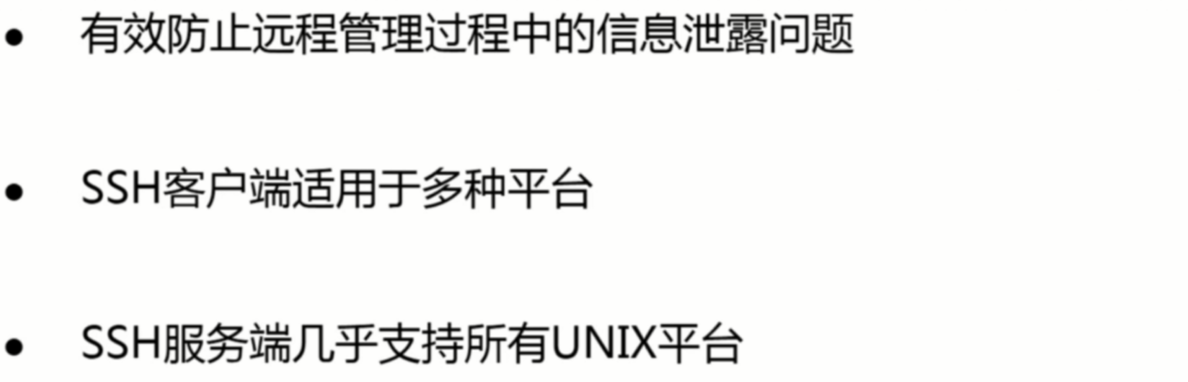 ● 有效防止远程管理过程中的信息泄露问题
● SSH客户端适用于多种平台
● SSH服务端几乎支持所有UNIX平台